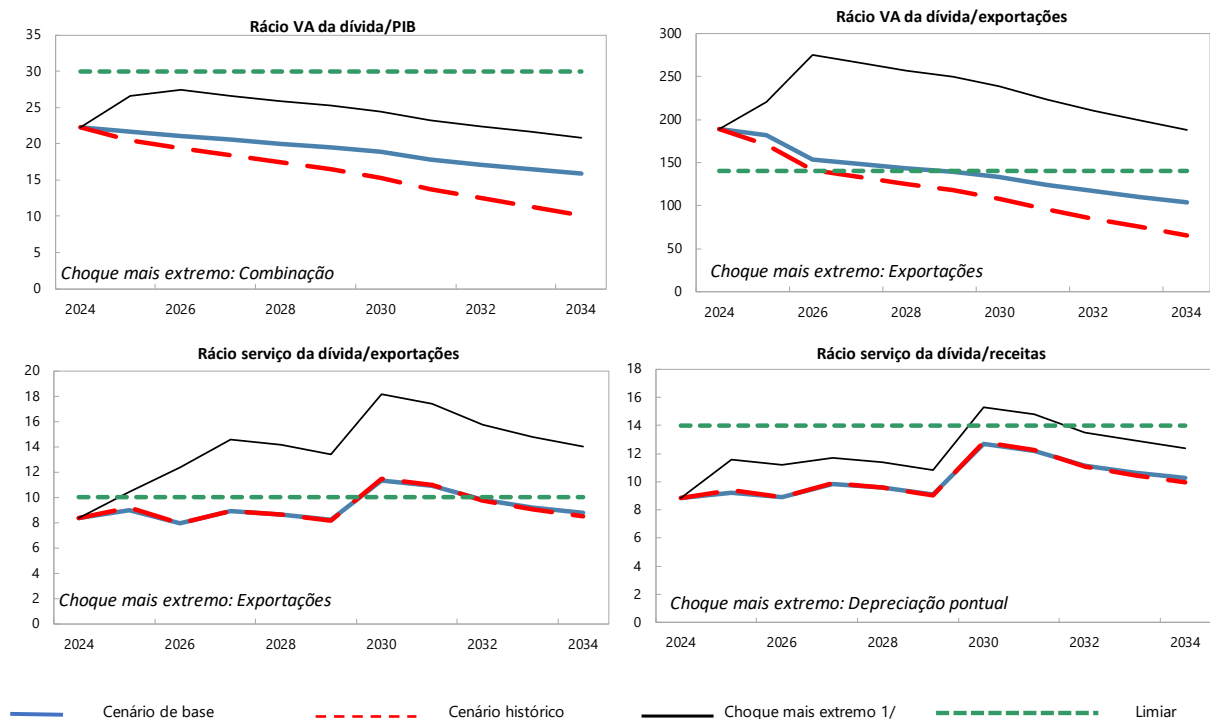 Rácio VA da dívida/PIB
35
30
25
20
15
10
5
0
Choque mais extremo: Combinação
2024 2026 2028 2030 2032 2034
Rácio VA da dívida/exportações
300
250
200
150
100
50
0
Choque mais extremo: Exportações
2024 2026 2028 2030 2032 2034
Rácio serviço da dívida/exportações
20
18
16
14
12
10
8
6
4
2
0
Choque mais extremo: Exportações
2024 2026 2028 2030 2032 2034
Rácio serviço da dívida/receitas
18
16
14
12
10
8
6
4
2
0
Choque mais extremo: Depreciação pontual
2024 2026 2028 2030 2032 2034
Cenário de base Cenário histórico Choque mais extremo 1/ Limiar